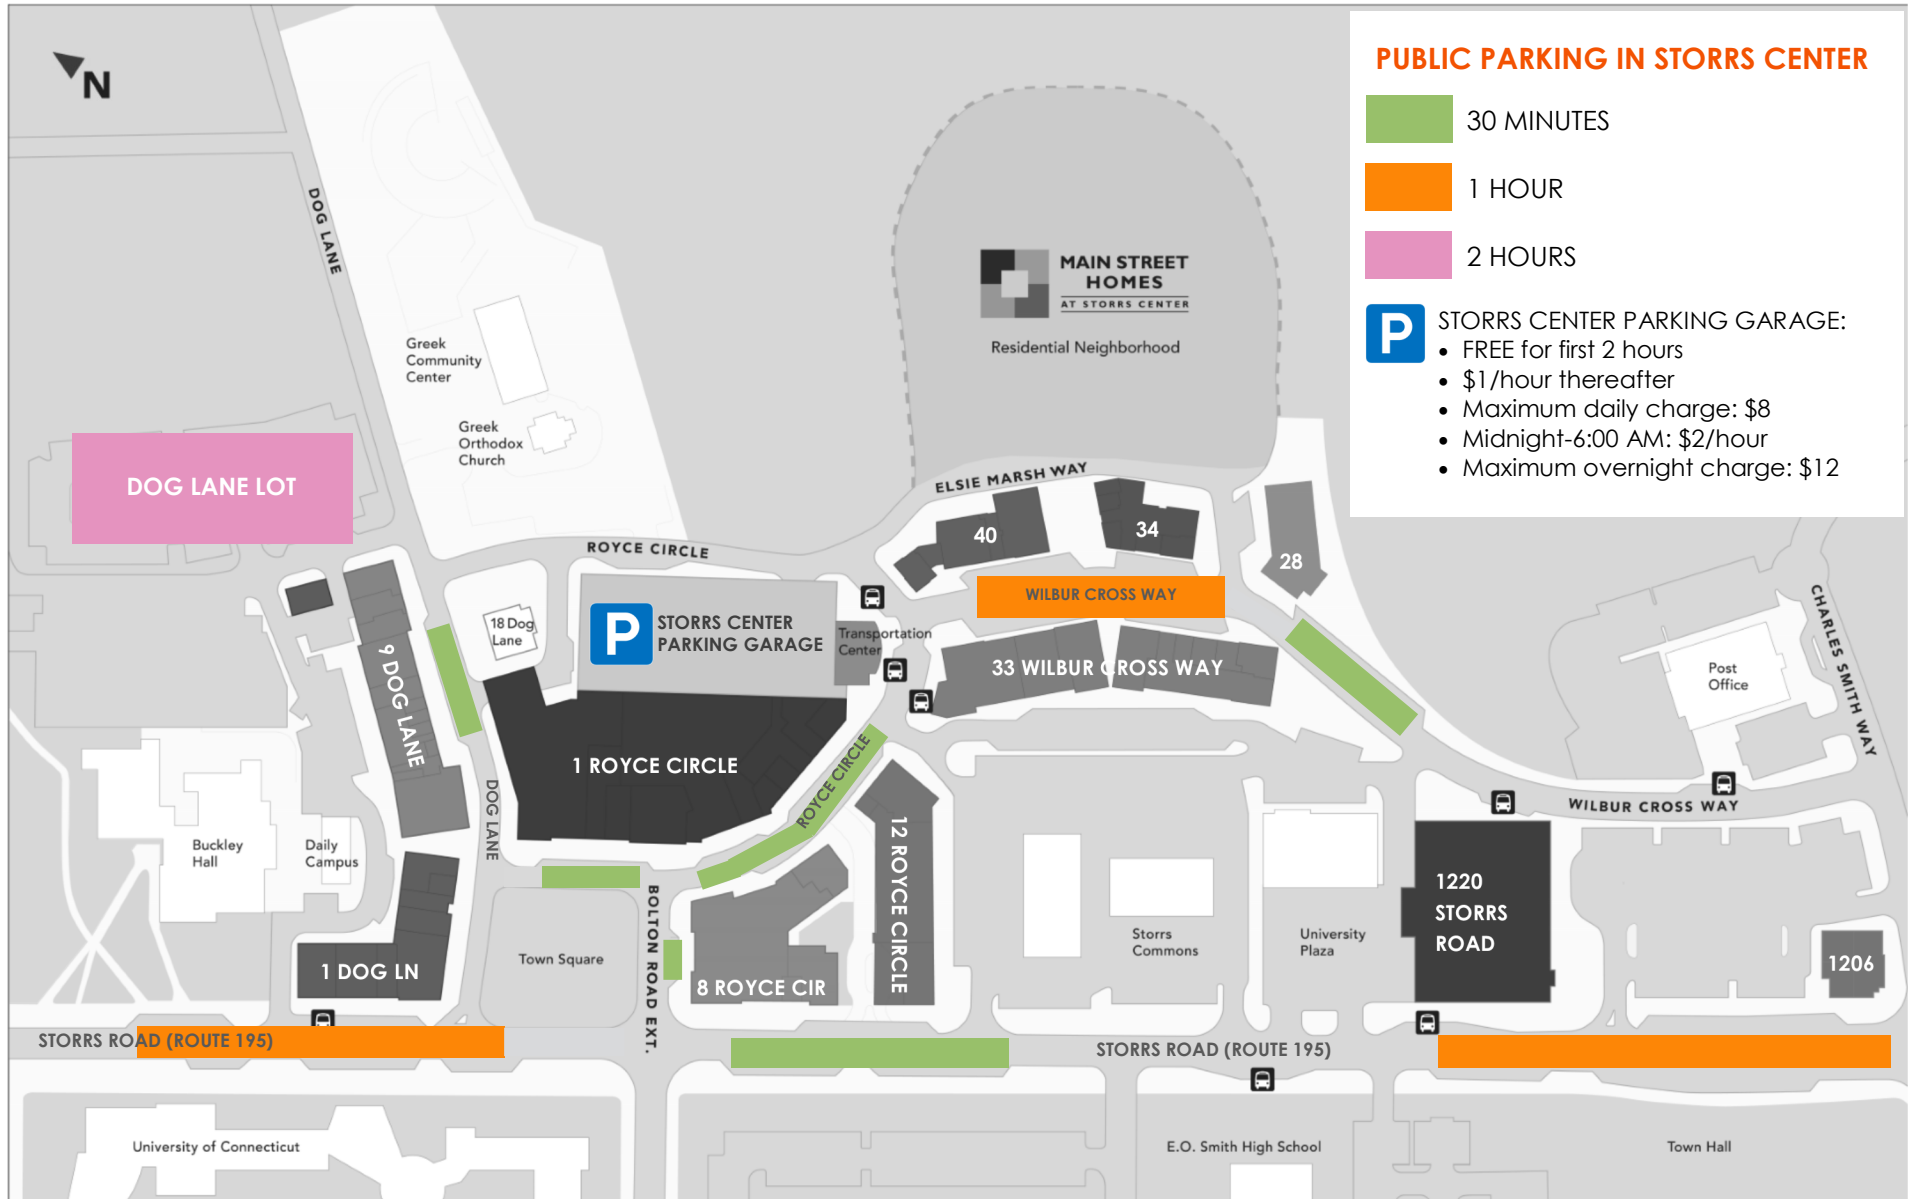 N
PUBLIC PARKING IN STORRS CENTER
30 MINUTES
1 HOUR
2 HOURS
P
STORRS CENTER PARKING GARAGE:
• FREE for first 2 hours
• $1/hour thereafter
• Maximum daily charge: $8
• Midnight-6:00 AM: $2/hour
• Maximum overnight charge: $12
DOG LANE
MAIN STREET
HOMES
AT STORRS CENTER
Residential Neighborhood
Greek
Community
Center
Greek
Orthodox
Church
DOG LANE LOT
ELSIE MARSH WAY
ROYCE CIRCLE
40
34
28
WILBUR CROSS WAY
18 Dog
Lane
P
STORRS CENTER
PARKING GARAGE
Transportation
Center
33 WILBUR CROSS WAY
9 DOG LANE
CHARLES SMITH WAY
Post
Office
1 ROYCE CIRCLE
ROYCE CIRCLE
DOG LANE
WILBUR CROSS WAY
Buckley
Hall
Daily
Campus
12 ROYCE CIRCLE
BOLTON ROAD EXT.
1220
STORRS
ROAD
Town Square
Storrs
Commons
University
Plaza
1 DOG LN
8 ROYCE CIR
1206
STORRS ROAD (ROUTE 195)
STORRS ROAD (ROUTE 195)
University of Connecticut
E.O. Smith High School
Town Hall